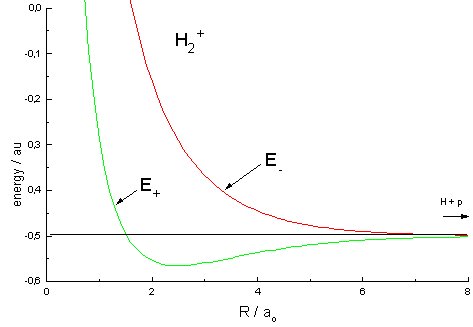 0,0
-0,1
-0,2
-0,3
0,4
-0,5
-0,6
energy / au
H₂⁺
E₊
E₋
H + p
0 2 4 6 8
R / a₀